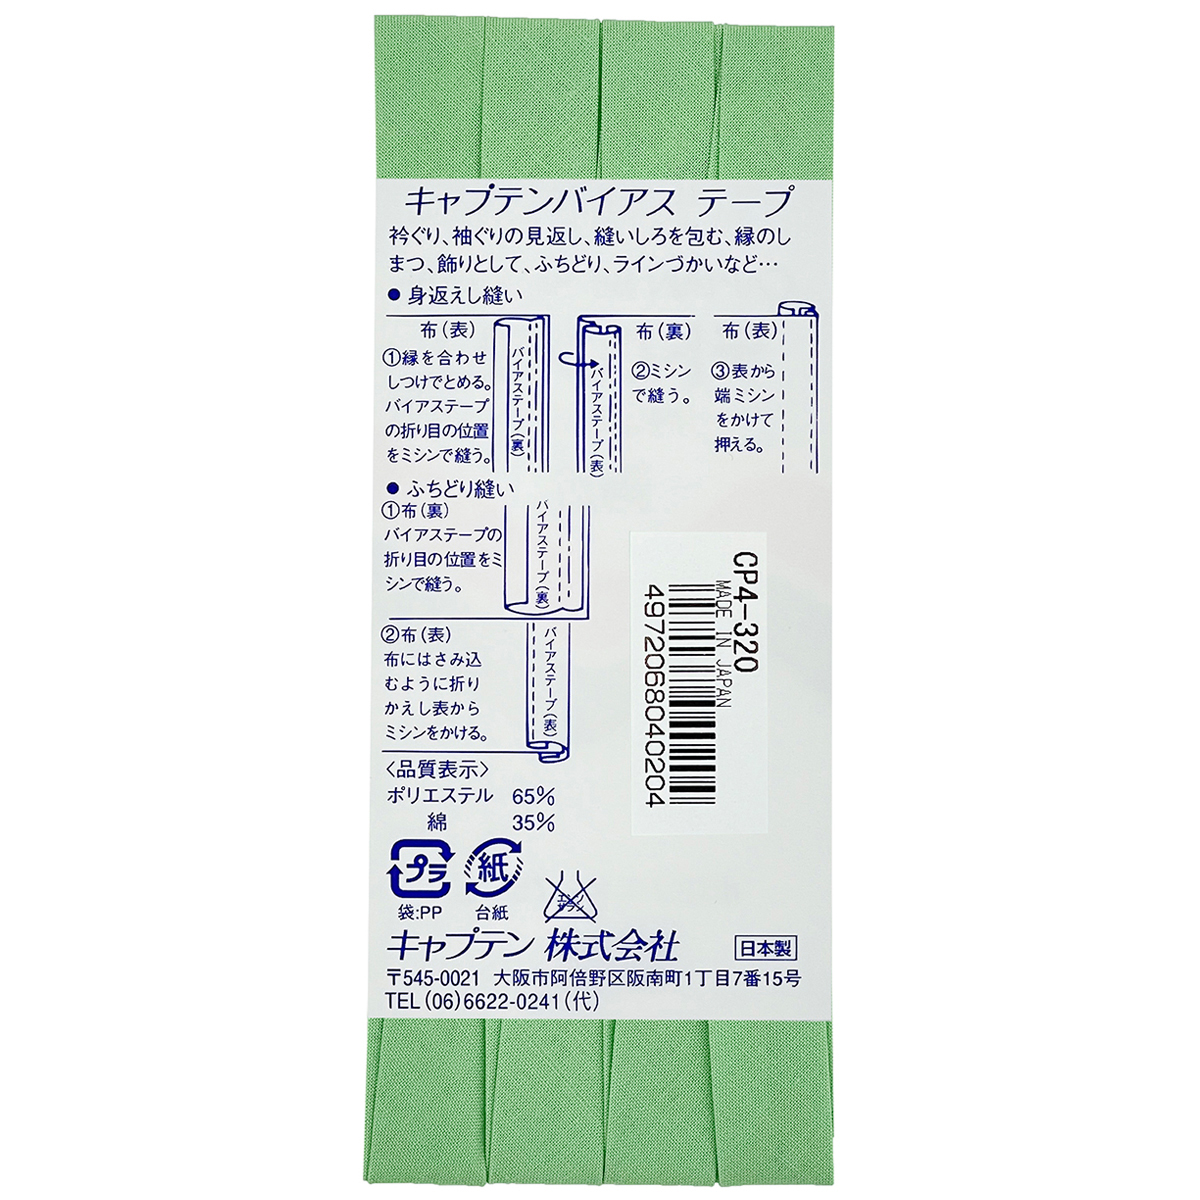 キャプテンバイアス テープ
衿ぐり、袖ぐりの見返し、縫いしろを包む、縁のし
まつ、飾りとして、ふちどり、ラインづかいなど…
● 身返えし縫い
布(表)
①縁を合わせ
しつけでとめる。
バイアステープ
の折り目の位置
をミシンで縫う。
バイアステープ(裏)
バイアステープ(表)
布(裏)
②ミシン
で縫う。
布(表)
③表から
端ミシン
をかけて
押える。
● ふちどり縫い
①布(裏)
バイアステープの
折り目の位置をミ
シンで縫う。
バイアステープ(裏)
②布(表)
布にはさみ込
むように折り
かえし表から
ミシンをかける。
バイアステープ(表)
CP4-320
MADE IN JAPAN
4972068040204
〈品質表示〉
ポリエステル 65%
綿 35%
プラ
袋:PP
紙
台紙
エンソ
サラシ
キャプテン 株式会社
日本製
〒545-0021 大阪市阿倍野区阪南町1丁目7番15号
TEL(06)6622-0241(代)